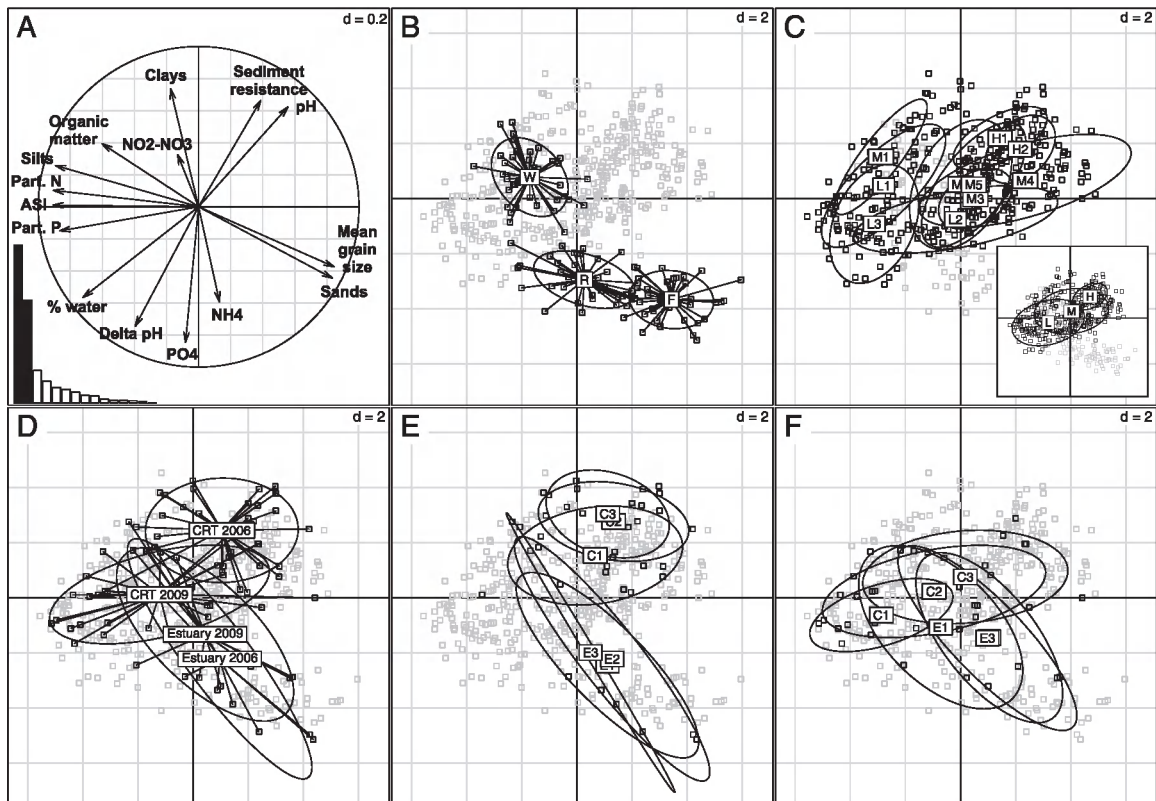 A
d = 0.2
Clays
Sediment
resistance
pH
Organic
matter
NO2-NO3
Silts
Part. N
ASI
Part. P
Mean
grain
size
Sands
% water
NH4
Delta pH
PO4
B
d = 2
W
R
F
C
d = 2
M1
L1
L3
H1
H2
M
M5
M4
M3
L2
H
M
L
D
d = 2
CRT 2006
CRT 2009
Estuary 2009
Estuary 2006
E
d = 2
C3
C2
C1
E3
E2
F
d = 2
C3
C2
C1
E1
E3